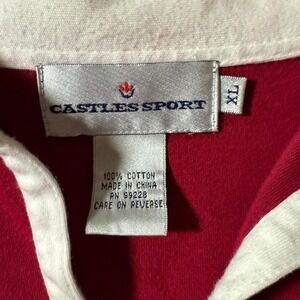 CASTLES SPORT
XL
100% COTTON
MADE IN CHINA
RN 99228
CARE ON REVERSE